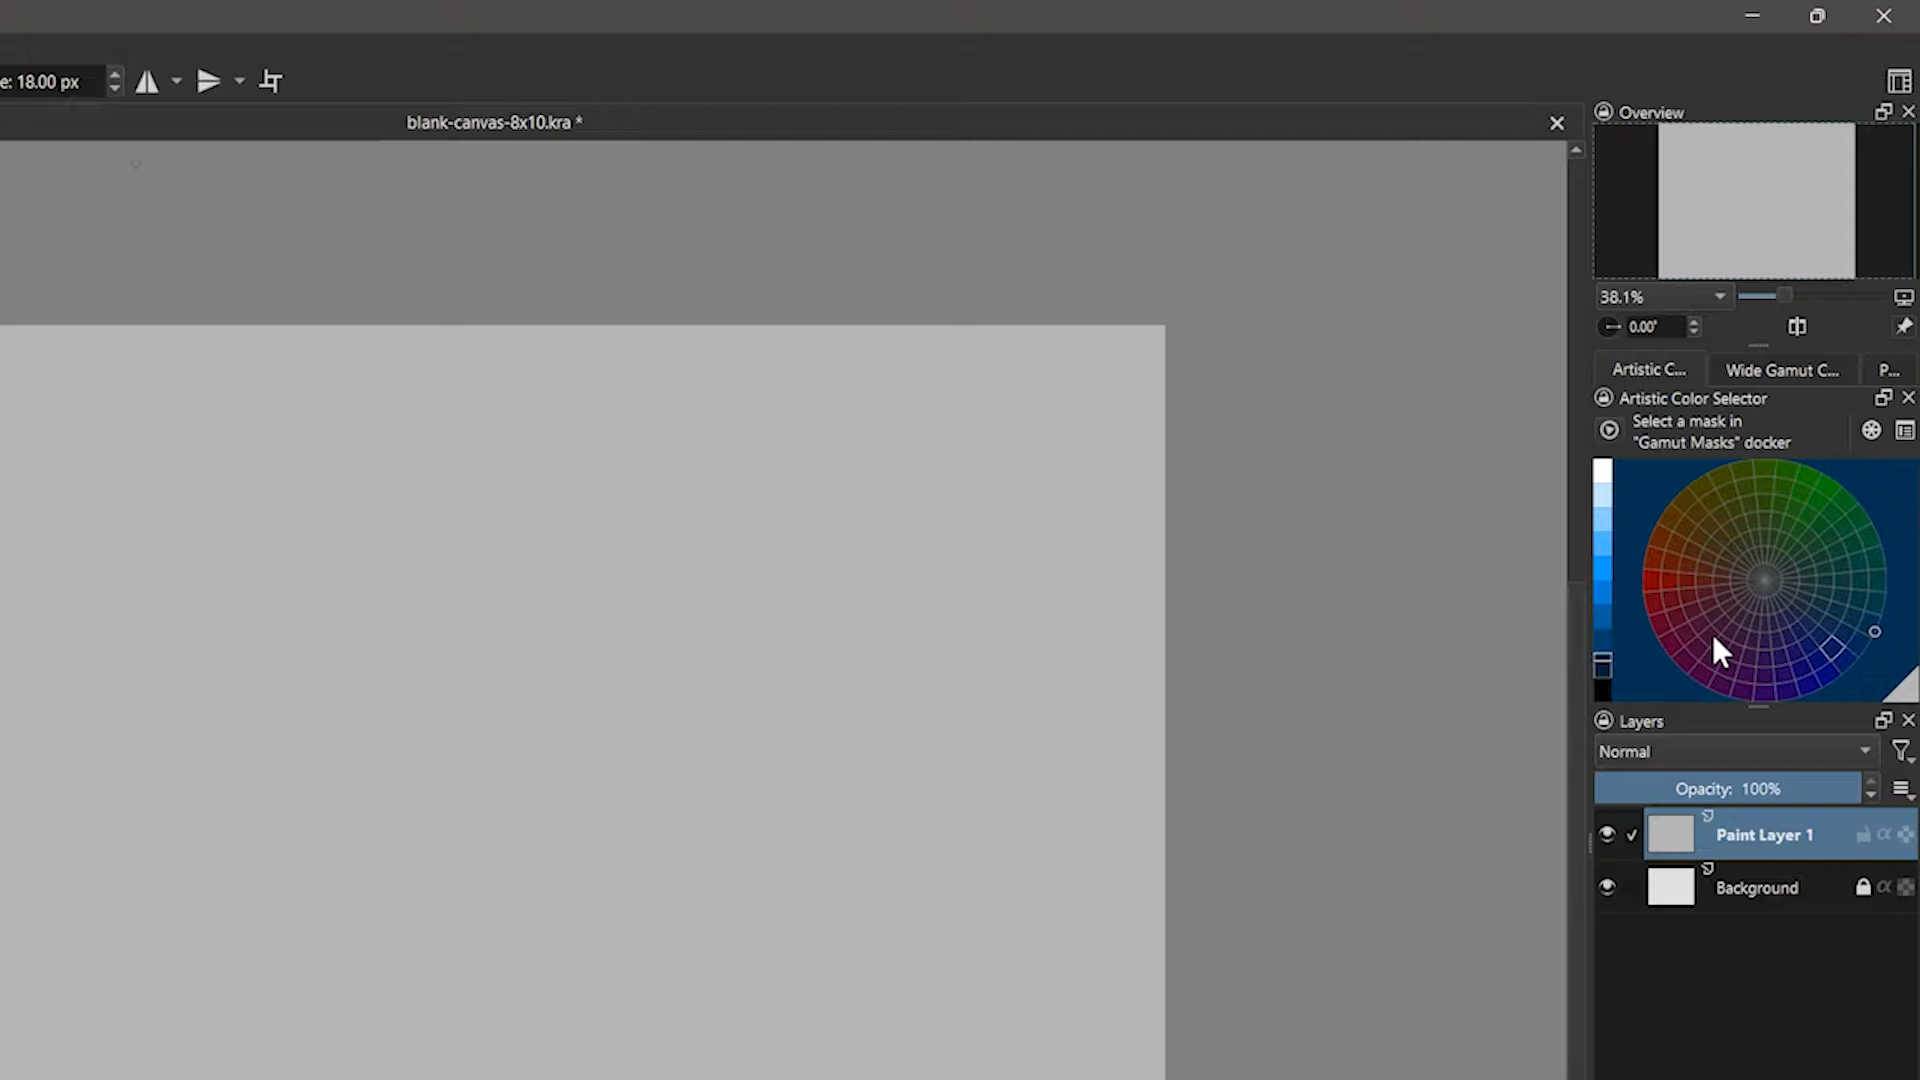 e: 18.00 px
blank-canvas-8x10.kra *
Overview
38.1%
0.00°
Artistic C...
Wide Gamut C...
P...
Artistic Color Selector
Select a mask in
"Gamut Masks" docker
Layers
Normal
Opacity: 100%
Paint Layer 1
Background